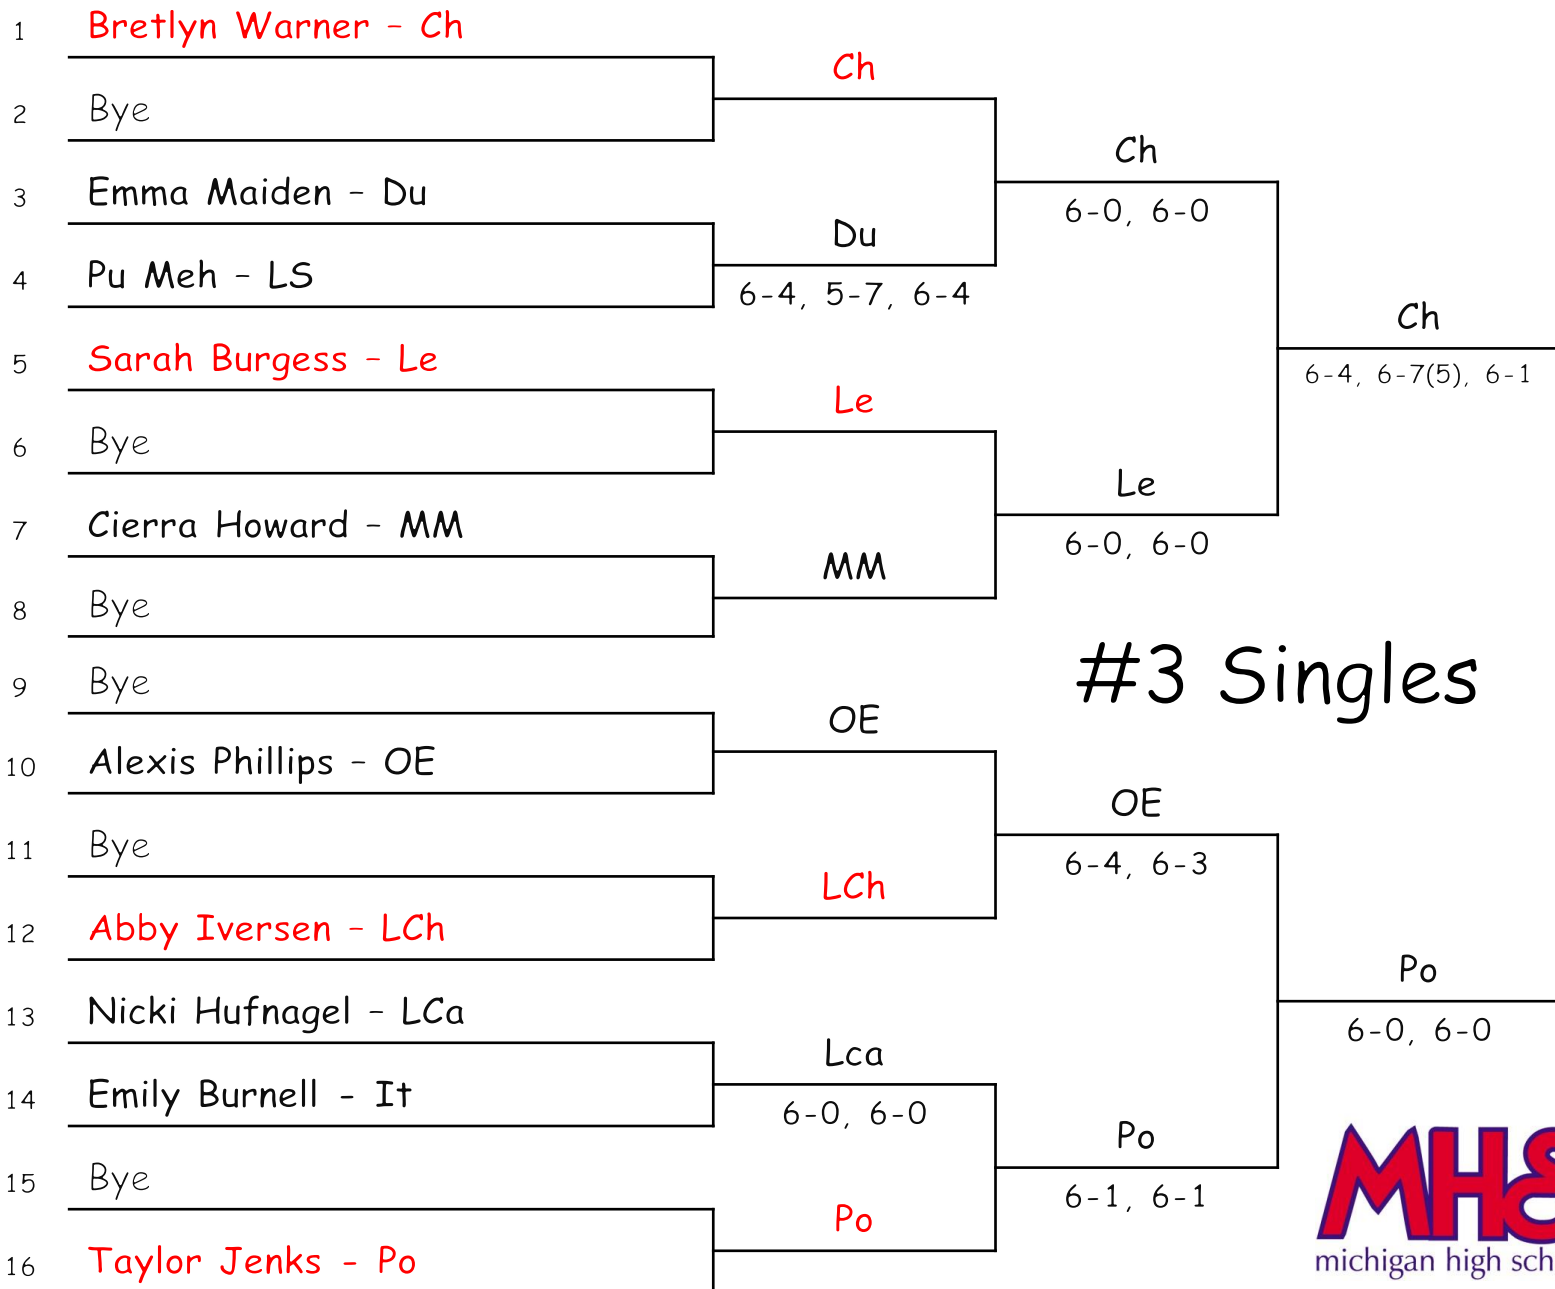 1 Bretlyn Warner - Ch
Ch
2 Bye
Ch
3 Emma Maiden - Du
6-0, 6-0
Du
4 Pu Meh - LS
6-4, 5-7, 6-4
Ch
5 Sarah Burgess - Le
6-4, 6-7(5), 6-1
Le
6 Bye
Le
7 Cierra Howard - MM
6-0, 6-0
MM
8 Bye
#3 Singles
9 Bye
OE
10 Alexis Phillips - OE
OE
11 Bye
6-4, 6-3
LCh
12 Abby Iversen - LCh
Po
13 Nicki Hufnagel - LCa
6-0, 6-0
Lca
14 Emily Burnell - It
6-0, 6-0
Po
15 Bye
6-1, 6-1
Po
16 Taylor Jenks - Po
MHS
michigan high sch